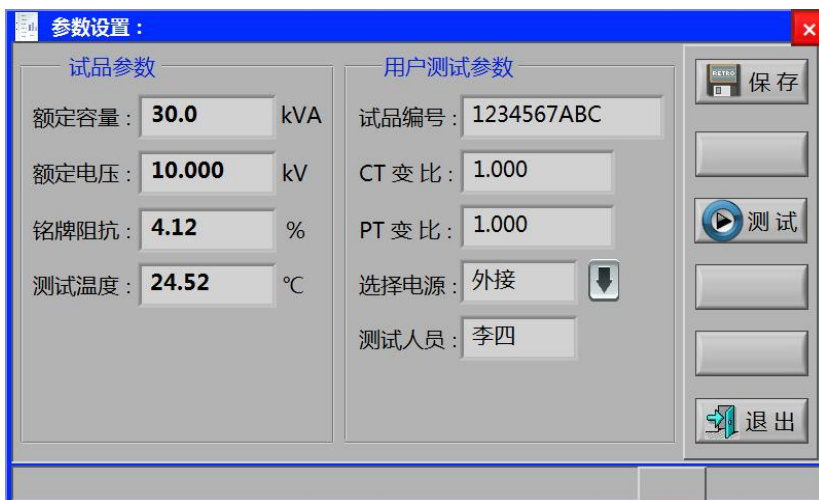 参数设置：
试品参数
额定容量： 30.0 kVA
额定电压： 10.000 kV
铭牌阻抗： 4.12 %
测试温度： 24.52 ℃
用户测试参数
试品编号： 1234567ABC
CT 变 比： 1.000
PT 变 比： 1.000
选择电源： 外接
测试人员： 李四
RETRO
保 存
测 试
退 出